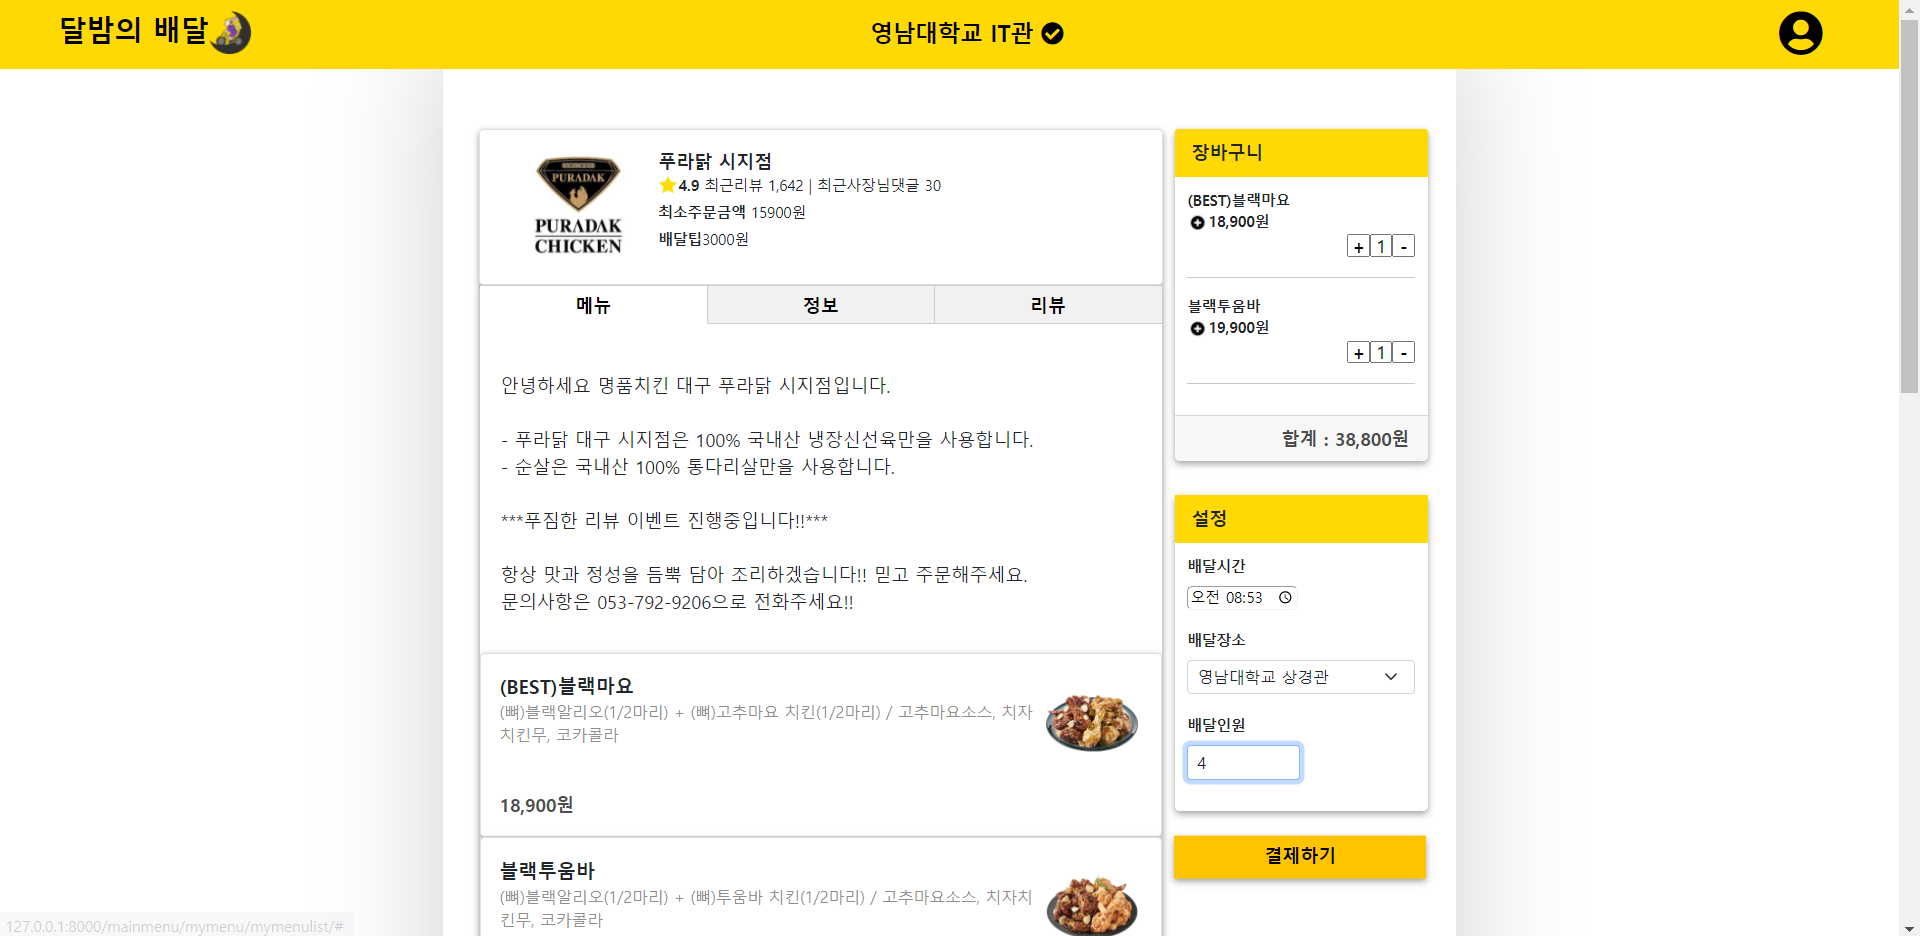 달밤의 배달
영남대학교 IT관
PURADAK
PURADAK
CHICKEN
푸라닭 시지점
4.9 최근리뷰 1,642 | 최근사장님댓글 30
최소주문금액 15900원
배달팁3000원
메뉴
정보
리뷰
안녕하세요 명품치킨 대구 푸라닭 시지점입니다.
- 푸라닭 대구 시지점은 100% 국내산 냉장신선육만을 사용합니다.
- 순살은 국내산 100% 통다리살만을 사용합니다.
***푸짐한 리뷰 이벤트 진행중입니다!!***
항상 맛과 정성을 듬뿍 담아 조리하겠습니다!! 믿고 주문해주세요.
문의사항은 053-792-9206으로 전화주세요!!
(BEST)블랙마요
(뼈)블랙알리오(1/2마리) + (뼈)고추마요 치킨(1/2마리) / 고추마요소스, 치자
치킨무, 코카콜라
18,900원
블랙투움바
(뼈)블랙알리오(1/2마리) + (뼈)투움바 치킨(1/2마리) / 고추마요소스, 치자치
킨무, 코카콜라
장바구니
(BEST)블랙마요
18,900원
+ 1 -
블랙투움바
19,900원
+ 1 -
합계 : 38,800원
설정
배달시간
오전 08:53
배달장소
영남대학교 상경관
배달인원
4
결제하기
127.0.0.1:8000/mainmenu/mymenu/mymenulist/#